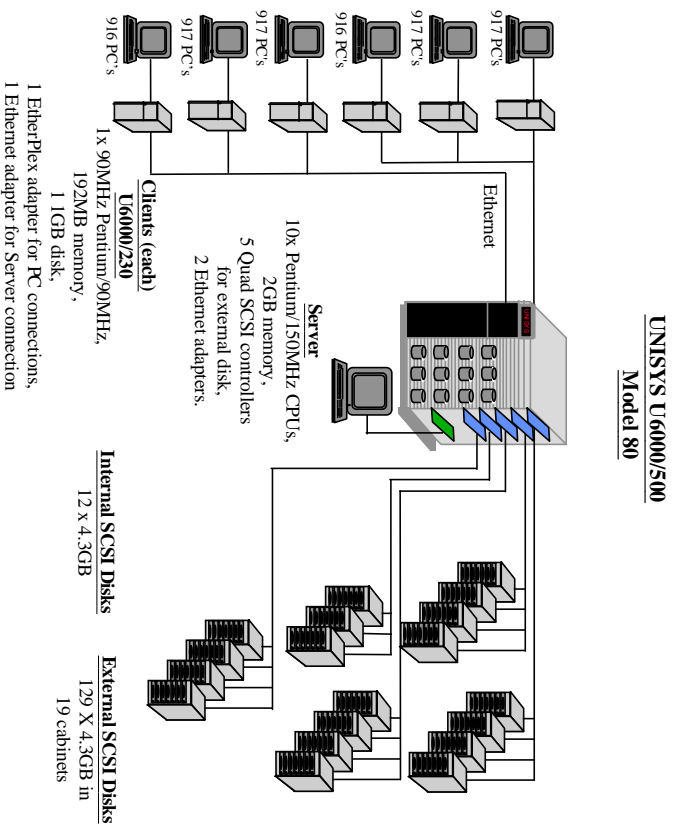 UNISYS U6000/500
Model 80
UNISYS
917 PC's
Ethernet
917 PC's
916 PC's
Server
10x Pentium/150MHz CPUs,
2GB memory,
5 Quad SCSI controllers
for external disk,
2 Ethernet adapters.
917 PC's
917 PC's
916 PC's
Clients (each)
U6000/230
1x 90MHz Pentium/90MHz,
192MB memory,
1 1GB disk,
1 EtherPlex adapter for PC connections,
1 Ethernet adapter for Server connection
Internal SCSI Disks
12 x 4.3GB
External SCSI Disks
129 X 4.3GB in
19 cabinets